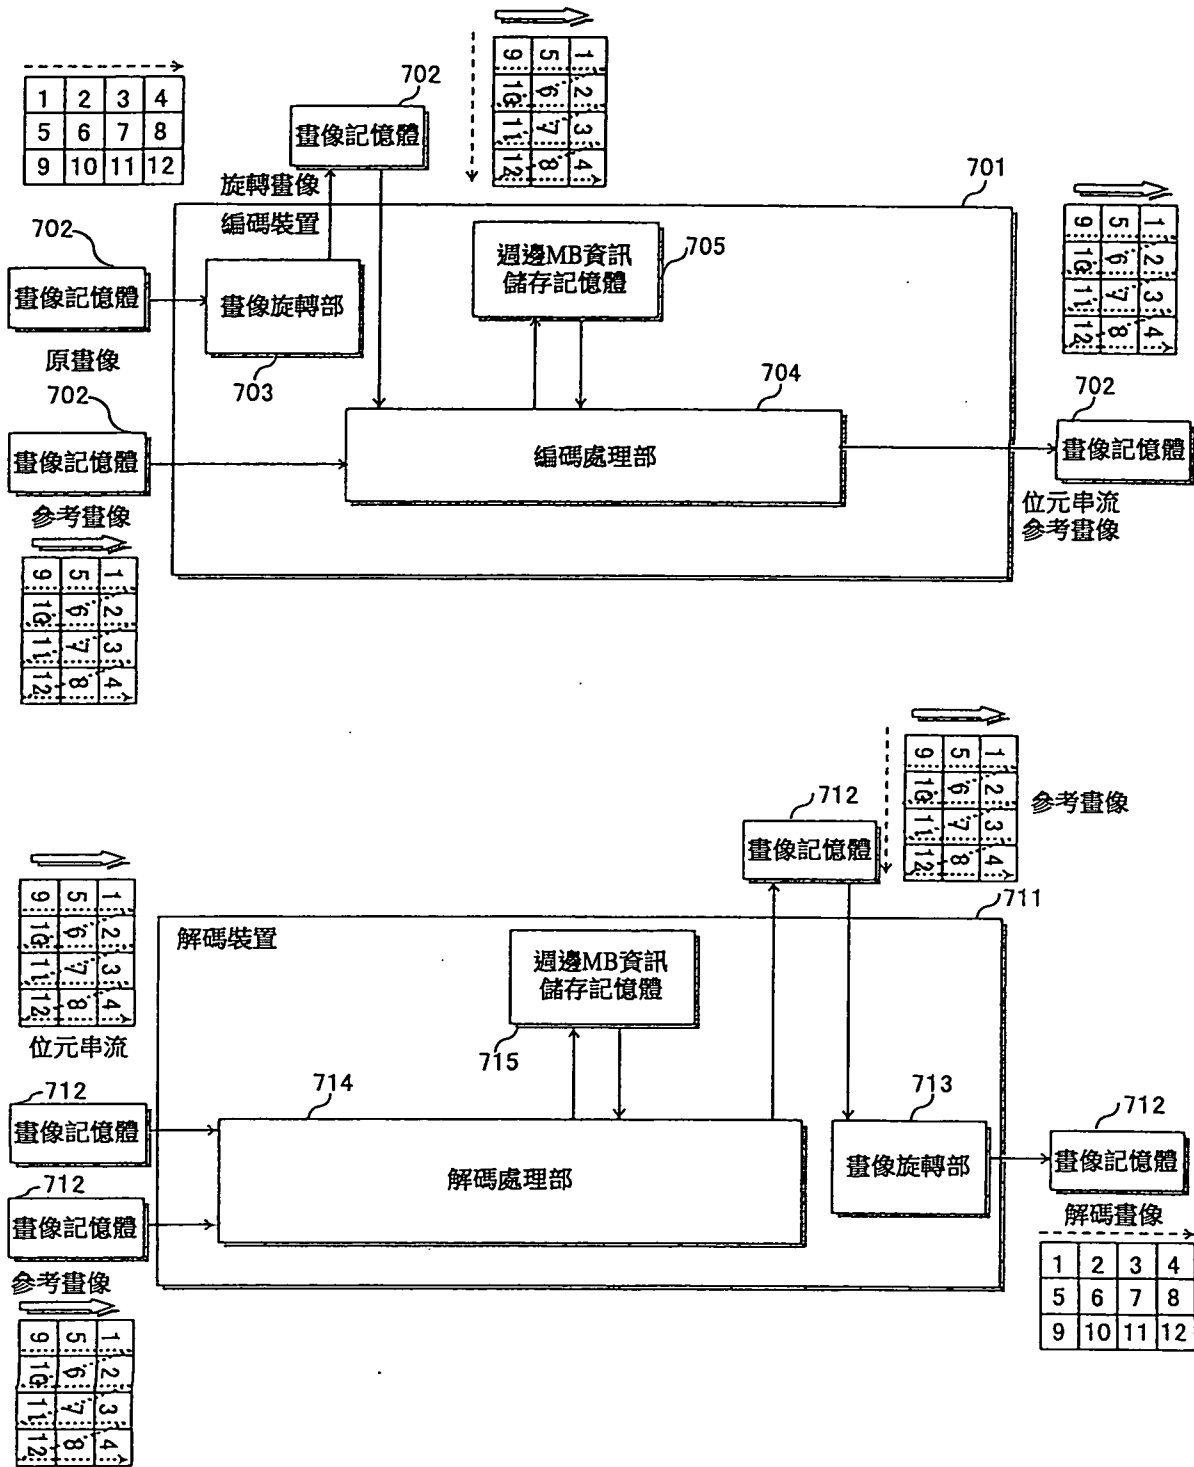 1 2 3 4
5 6 7 8
9 10 11 12
702
畫像記憶體
9 5 1
10 6 2
11 7 3
12 8 4
旋轉畫像
701
編碼裝置
702
畫像記憶體
原畫像
畫像旋轉部
703
週邊MB資訊
儲存記憶體
705
9 5 1
10 6 2
11 7 3
12 8 4
702
畫像記憶體
參考畫像
704
編碼處理部
702
畫像記憶體
位元串流
參考畫像
9 5 1
10 6 2
11 7 3
12 8 4
712
畫像記憶體
9 5 1
10 6 2
11 7 3
12 8 4
參考畫像
9 5 1
10 6 2
11 7 3
12 8 4
位元串流
711
解碼裝置
週邊MB資訊
儲存記憶體
715
712
畫像記憶體
712
畫像記憶體
參考畫像
714
解碼處理部
713
畫像旋轉部
712
畫像記憶體
解碼畫像
1 2 3 4
5 6 7 8
9 10 11 12
9 5 1
10 6 2
11 7 3
12 8 4